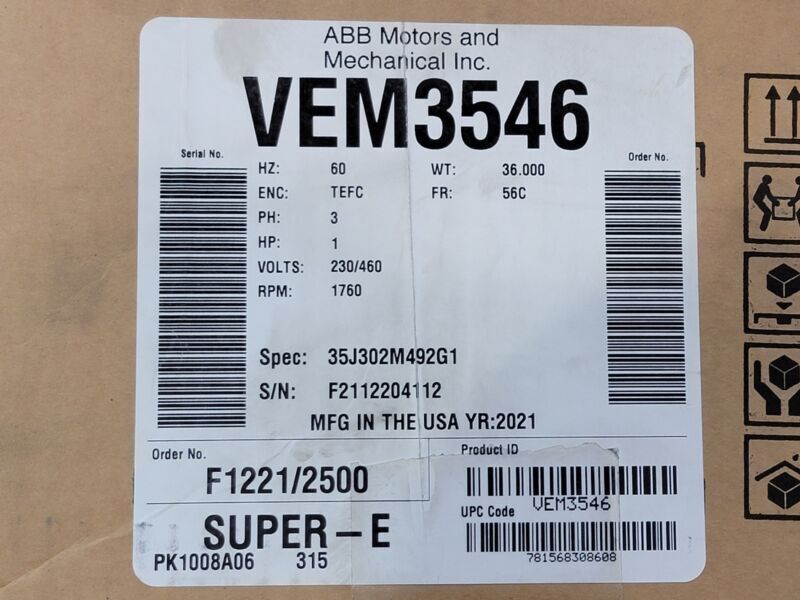 ABB Motors and
Mechanical Inc.
VEM3546
Serial No.
Order No.
HZ: 60 WT: 36.000
ENC: TEFC FR: 56C
PH: 3
HP: 1
VOLTS: 230/460
RPM: 1760
Spec: 35J302M492G1
S/N: F2112204112
MFG IN THE USA YR:2021
Order No.
F1221/2500
Product ID
VEM3546
UPC Code
781568308608
SUPER-E
PK1008A06 315